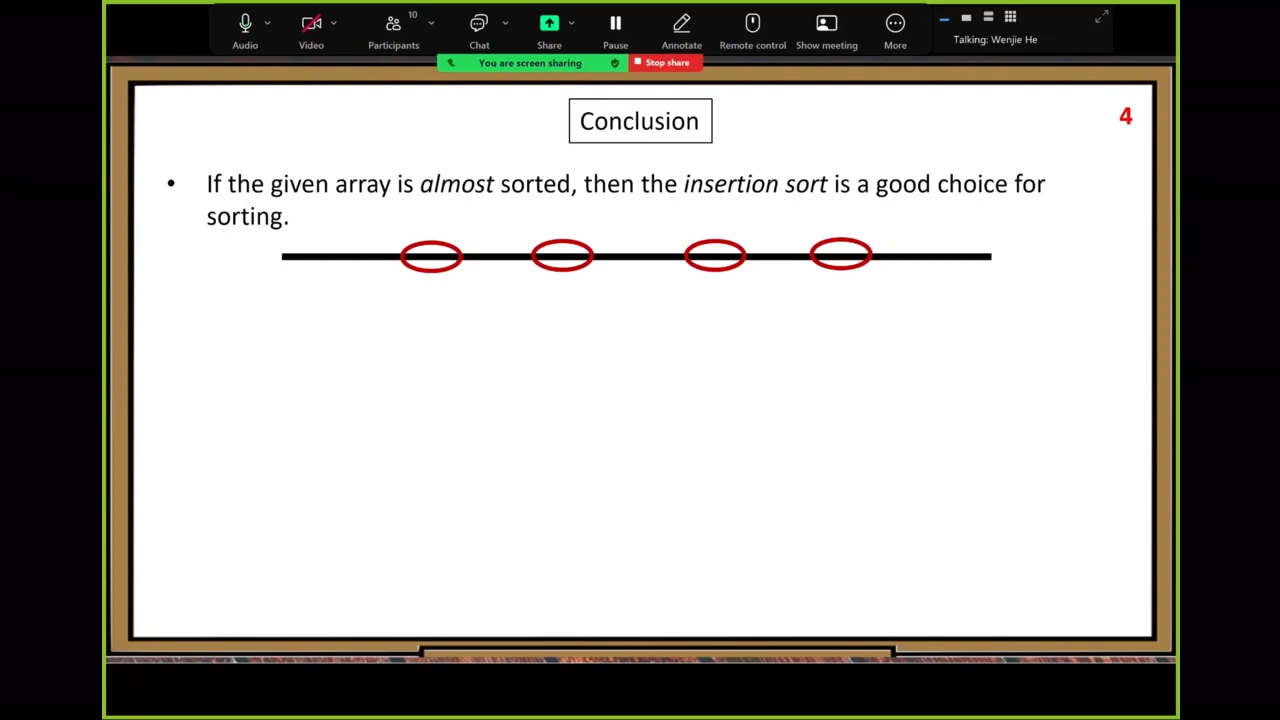 10
Audio Video Participants Chat Share Pause Annotate Remote control Show meeting More
Talking: Wenjie He
You are screen sharing Stop share
Conclusion
4
• If the given array is almost sorted, then the insertion sort is a good choice for
sorting.